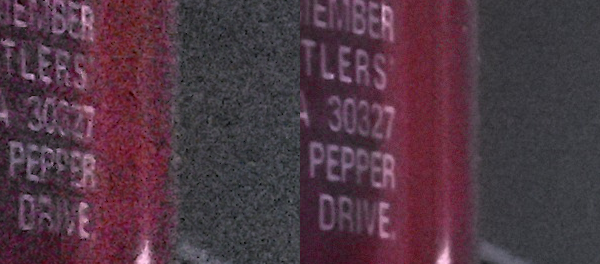 EMBER
TLERS
A 30327
PEPPER
DRIVE.
EMBER
TLERS
A 30327
PEPPER
DRIVE.